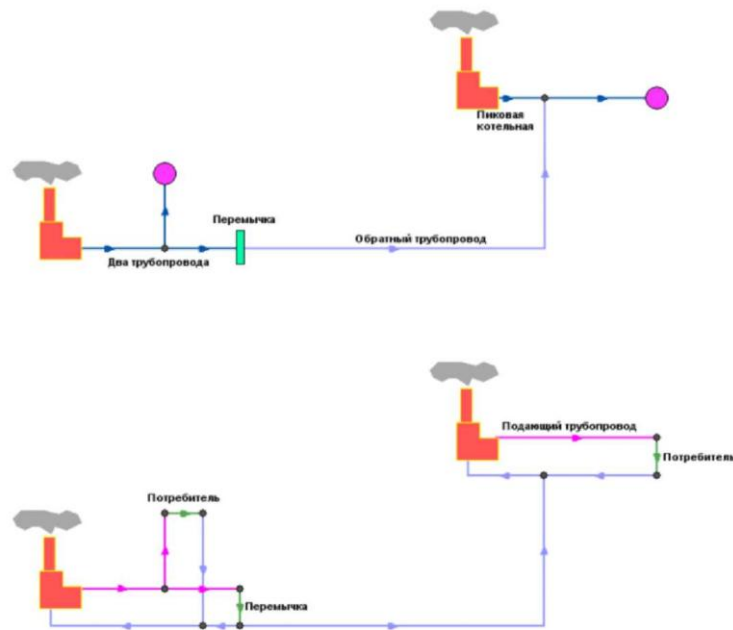 Пиковая
котельная
Перемычка
Обратный трубопровод
Два трубопровода
Подающий трубопровод
Потребитель
Потребитель
Перемычка